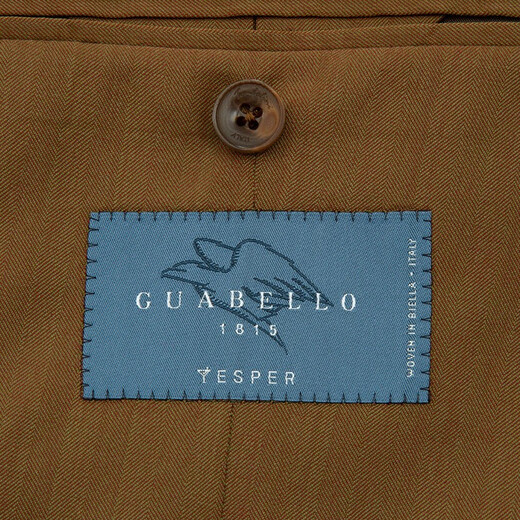 GUABELLO
1815
YESPER
WOVEN IN BIELLA - ITALY